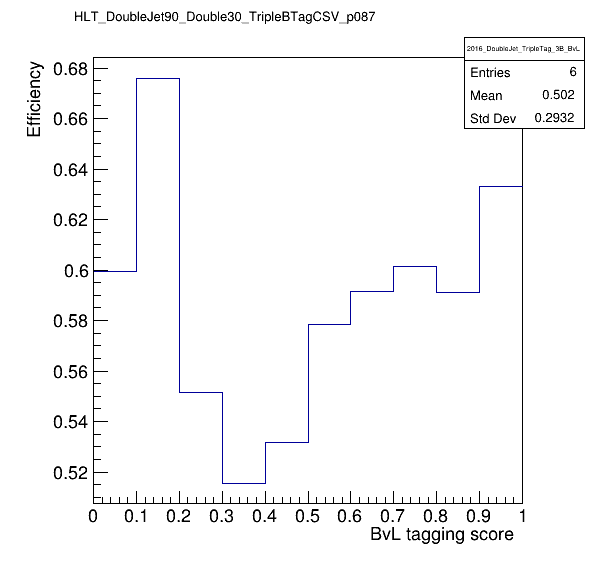 HLT_DoubleJet90_Double30_TripleBTagCSV_p087
2016_DoubleJet_TripleTag_3B_BvL
Entries 6
Mean 0.502
Std Dev 0.2932
Efficiency
0.68
0.66
0.64
0.62
0.6
0.58
0.56
0.54
0.52
0 0.1 0.2 0.3 0.4 0.5 0.6 0.7 0.8 0.9 1
BvL tagging score